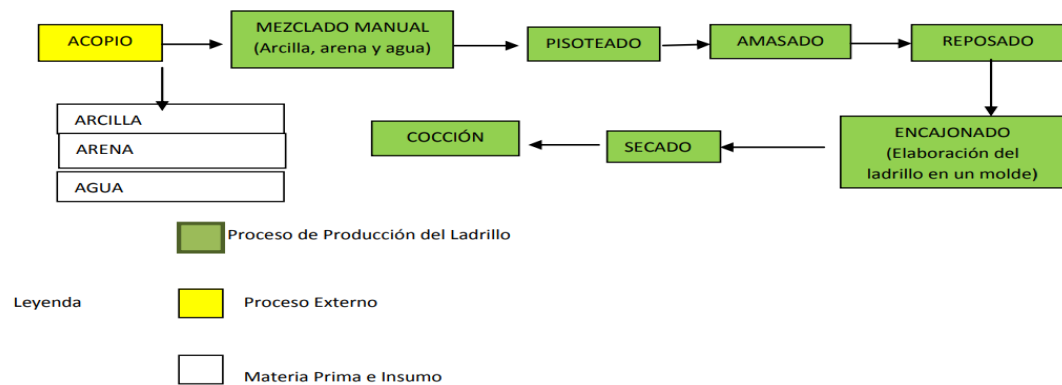 ACOPIO
MEZCLADO MANUAL
(Arcilla, arena y agua)
PISOTEADO
AMASADO
REPOSADO
ARCILLA
ARENA
AGUA
COCCIÓN
SECADO
ENCAJONADO
(Elaboración del
ladrillo en un molde)
Proceso de Producción del Ladrillo
Leyenda
Proceso Externo
Materia Prima e Insumo